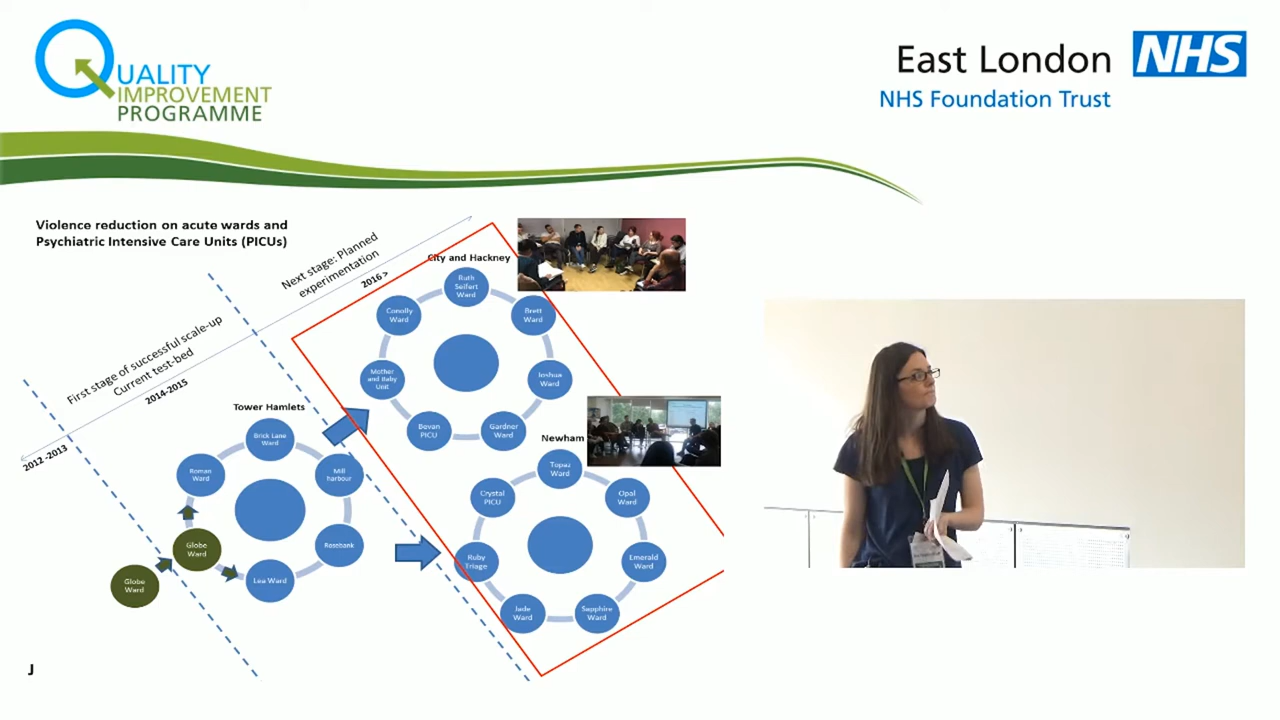 QUALITY
IMPROVEMENT
PROGRAMME
East London NHS
NHS Foundation Trust
Violence reduction on acute wards and
Psychiatric Intensive Care Units (PICUs)
2012 -2013
First stage of successful scale-up
Current test-bed
2014-2015
Next stage: Planned
experimentation
2016 >
City and Hackney
Ruth
Seifert
Ward
Brett
Ward
Joshua
Ward
Gardner
Ward
Bevan
PICU
Mother
and Baby
Unit
Conolly
Ward
Tower Hamlets
Brick Lane
Ward
Mill
harbour
Rosebank
Lea Ward
Globe
Ward
Roman
Ward
Globe
Ward
Newham
Topaz
Ward
Opal
Ward
Emerald
Ward
Sapphire
Ward
Jade
Ward
Ruby
Triage
Crystal
PICU
J